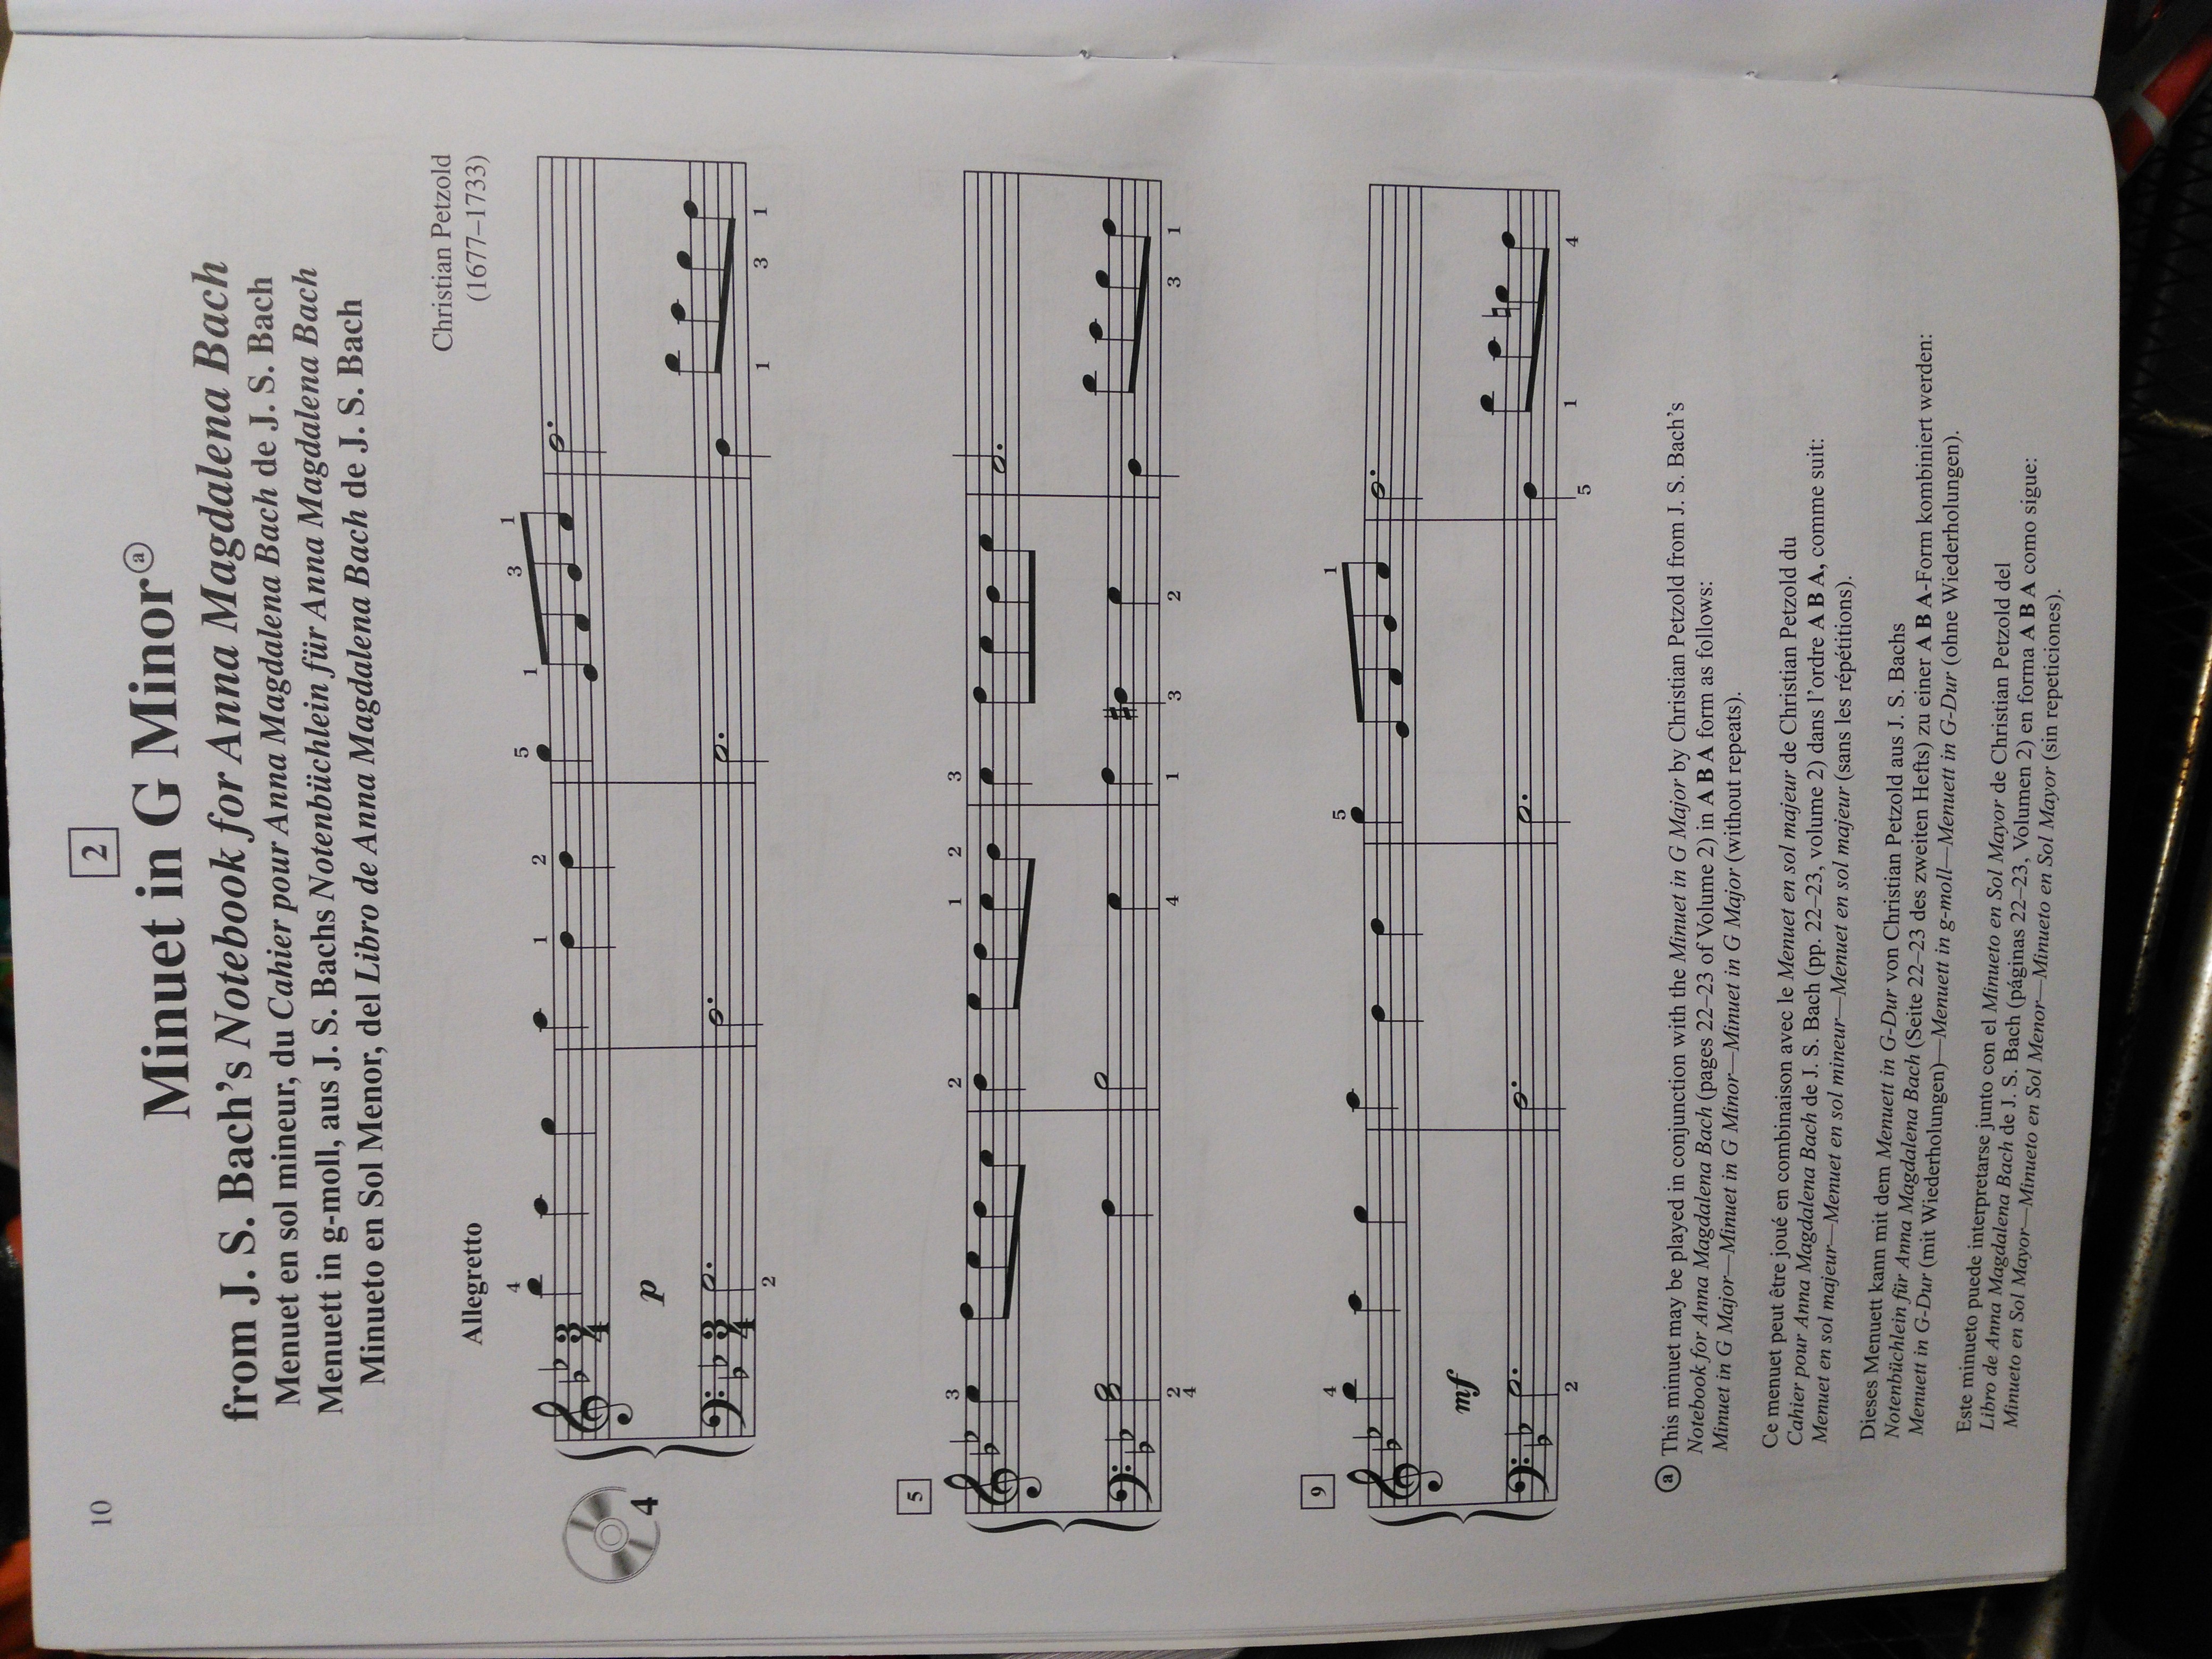 10
2
Minuet in G Minor ⓐ
from J. S. Bach's Notebook for Anna Magdalena Bach
Menuet en sol mineur, du Cahier pour Anna Magdalena Bach de J. S. Bach
Menuett in g-moll, aus J. S. Bachs Notenbüchlein für Anna Magdalena Bach
Minueto en Sol Menor, del Libro de Anna Magdalena Bach de J. S. Bach
Christian Petzold
(1677–1733)
Allegretto
4 1 2 5 1 3 1
4
3
4
p
3
4
2 1 3 1
5
3 2 1 2 3
2 4 1 3 2 1 3 1
4
9
4 5 1
mf
2 5 1 4
ⓐ This minuet may be played in conjunction with the Minuet in G Major by Christian Petzold from J. S. Bach's
Notebook for Anna Magdalena Bach (pages 22–23 of Volume 2) in A B A form as follows:
Minuet in G Major—Minuet in G Minor—Minuet in G Major (without repeats).
Ce menuet peut être joué en combinaison avec le Menuet en sol majeur de Christian Petzold du
Cahier pour Anna Magdalena Bach de J. S. Bach (pp. 22–23, volume 2) dans l'ordre A B A, comme suit:
Menuet en sol majeur—Menuet en sol mineur—Menuet en sol majeur (sans les répétitions).
Dieses Menuett kann mit dem Menuett in G-Dur von Christian Petzold aus J. S. Bachs
Notenbüchlein für Anna Magdalena Bach (Seite 22–23 des zweiten Hefts) zu einer A B A-Form kombiniert werden:
Menuett in G-Dur (mit Wiederholungen)—Menuett in g-moll—Menuett in G-Dur (ohne Wiederholungen).
Este minueto puede interpretarse junto con el Minueto en Sol Mayor de Christian Petzold del
Libro de Anna Magdalena Bach de J. S. Bach (páginas 22–23, Volumen 2) en forma A B A como sigue:
Minueto en Sol Mayor—Minueto en Sol Menor—Minueto en Sol Mayor (sin repeticiones).